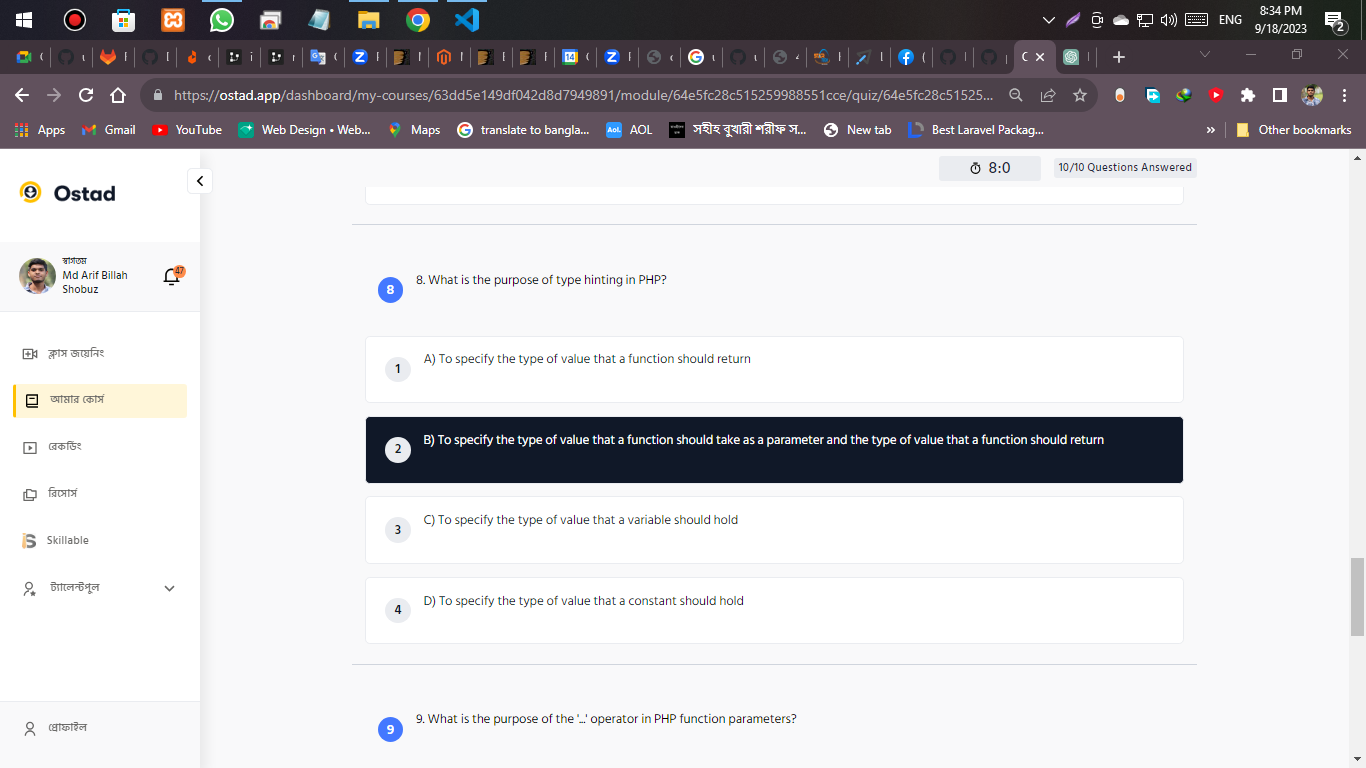 ENG
8:34 PM
9/18/2023
2
https://ostad.app/dashboard/my-courses/63dd5e149df042d8d7949891/module/64e5fc28c515259988551cce/quiz/64e5fc28c51525...
Apps
Gmail
YouTube
Web Design • Web...
Maps
translate to bangla...
AOL
সহীহ বুখারী শরীফ স...
New tab
Best Laravel Packag...
»
Other bookmarks
Ostad
8:0
10/10 Questions Answered
স্বাগতম
Md Arif Billah
Shobuz
47
ক্লাস জয়েনিং
আমার কোর্স
রেকর্ডিং
রিসোর্স
Skillable
ট্যালেন্টপুল
প্রোফাইল
8
8. What is the purpose of type hinting in PHP?
1
A) To specify the type of value that a function should return
2
B) To specify the type of value that a function should take as a parameter and the type of value that a function should return
3
C) To specify the type of value that a variable should hold
4
D) To specify the type of value that a constant should hold
9
9. What is the purpose of the '...' operator in PHP function parameters?